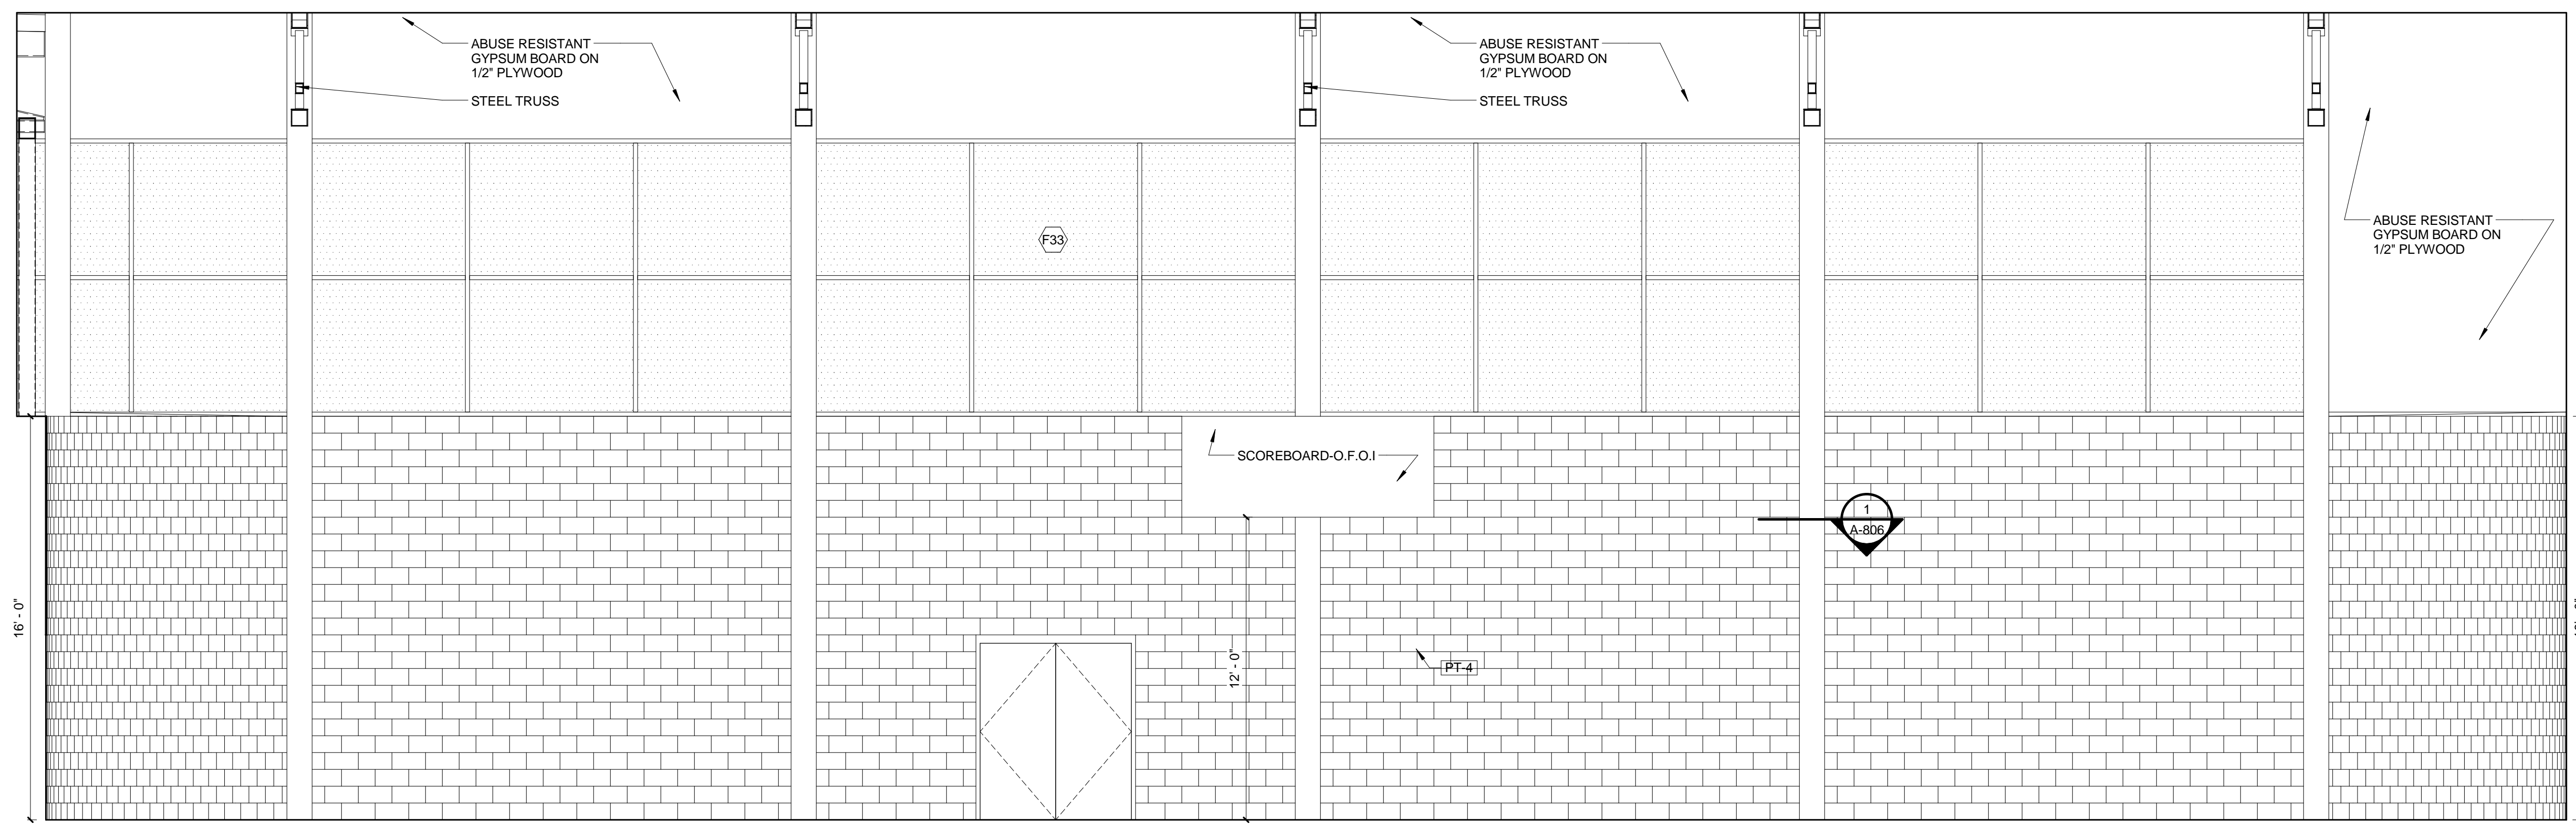 ABUSE RESISTANT
GYPSUM BOARD ON
1/2" PLYWOOD
STEEL TRUSS
ABUSE RESISTANT
GYPSUM BOARD ON
1/2" PLYWOOD
STEEL TRUSS
ABUSE RESISTANT
GYPSUM BOARD ON
1/2" PLYWOOD
F33
SCOREBOARD-O.F.O.I
1
A-806
16' - 0"
12' - 0"
PT-4